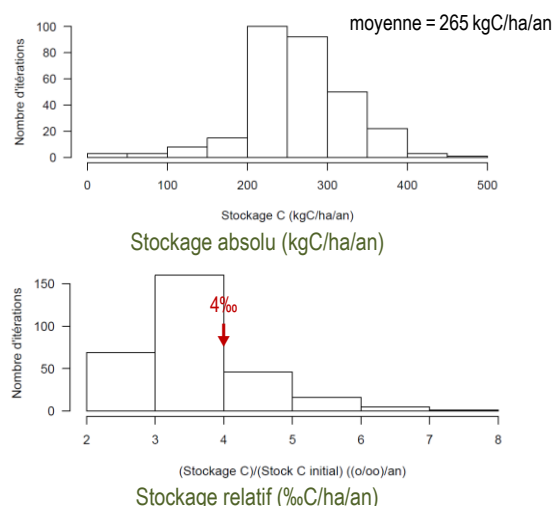 moyenne = 265 kgC/ha/an
Nombre d'itérations
100
80
60
40
20
0
0 100 200 300 400 500
Stockage C (kgC/ha/an)
Stockage absolu (kgC/ha/an)
Nombre d'itérations
150
100
50
0
4‰
2 3 4 5 6 7 8
(Stockage C)/(Stock C initial) ((o/oo)/an)
Stockage relatif (‰C/ha/an)